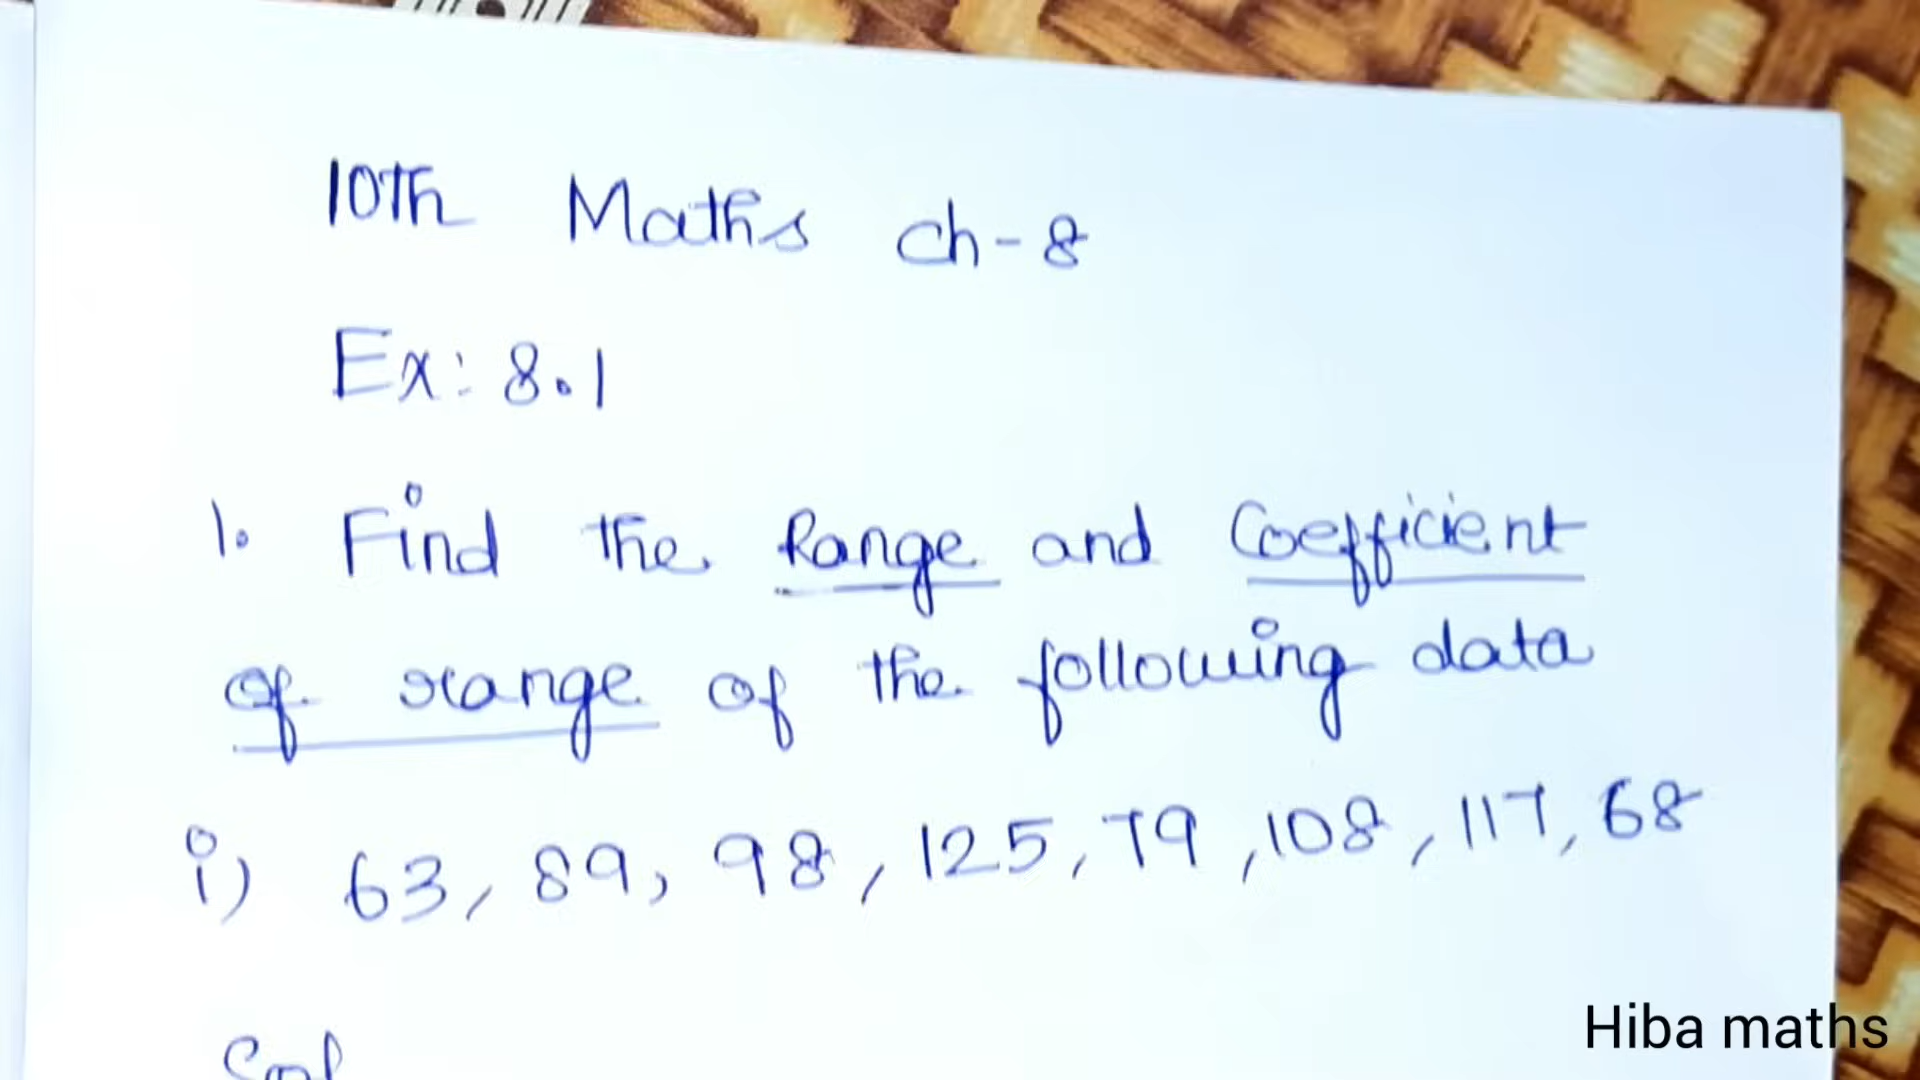 10Th Maths ch-8
Ex: 8.1
1. Find the Range and Coefficient
of range of the following data
i) 63, 89, 98, 125, 79, 108, 117, 68
Hiba maths